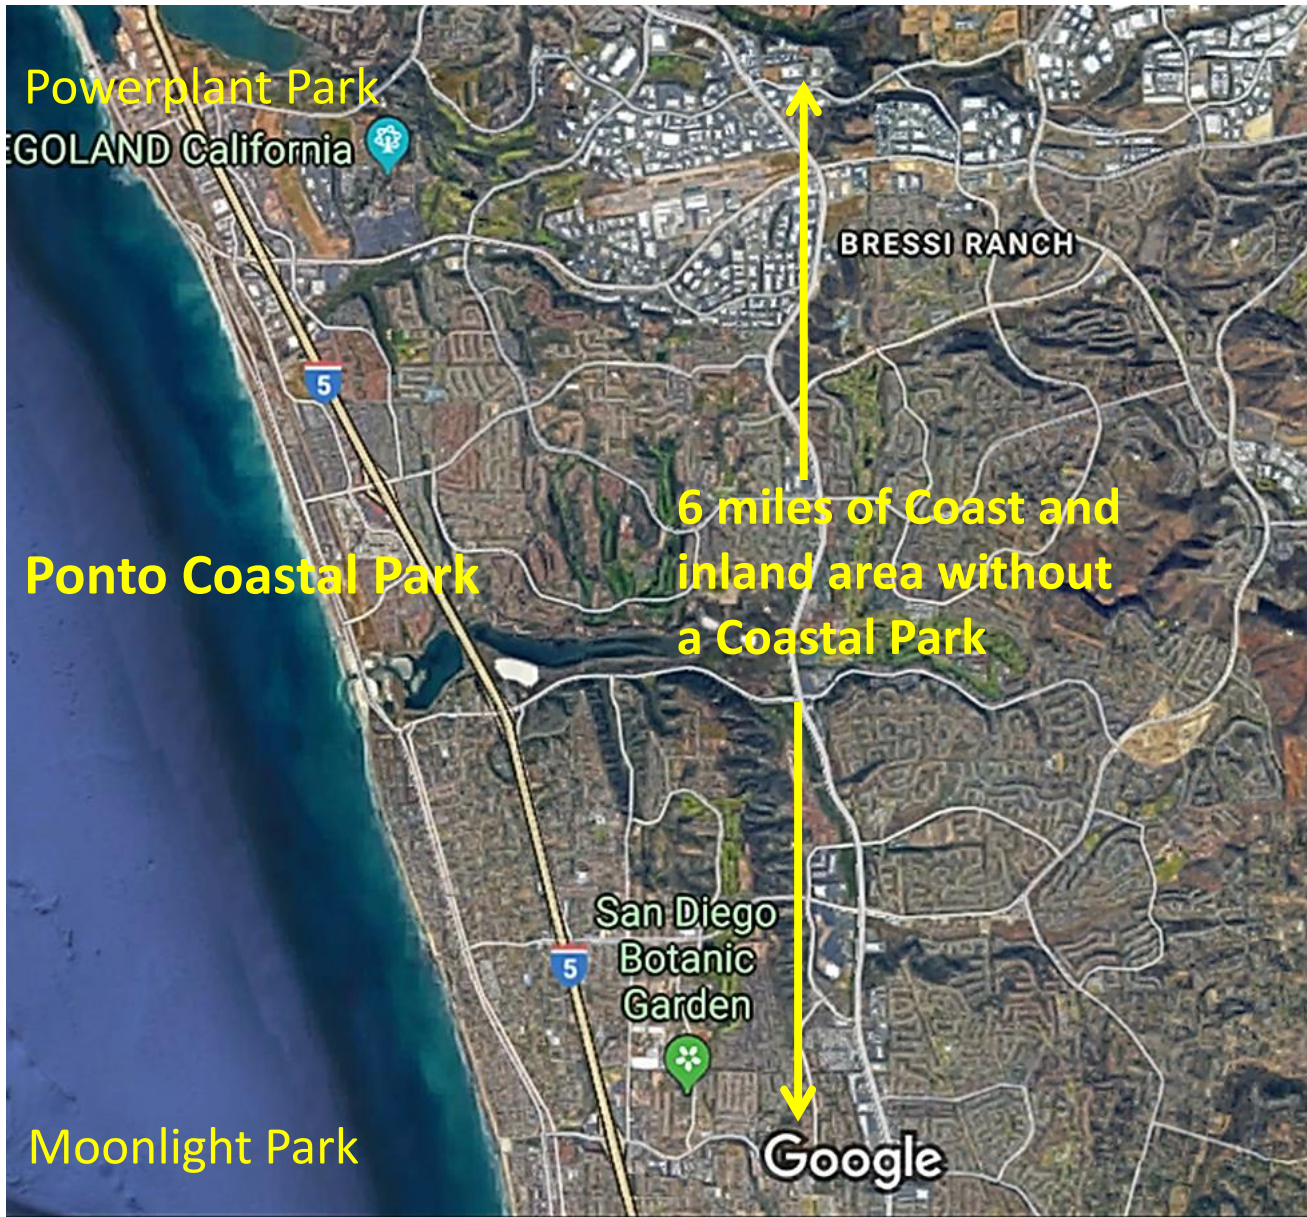 Powerplant Park
EGOLAND California
BRESSI RANCH
5
6 miles of Coast and
inland area without
a Coastal Park
Ponto Coastal Park
San Diego
Botanic
Garden
5
Moonlight Park
Google